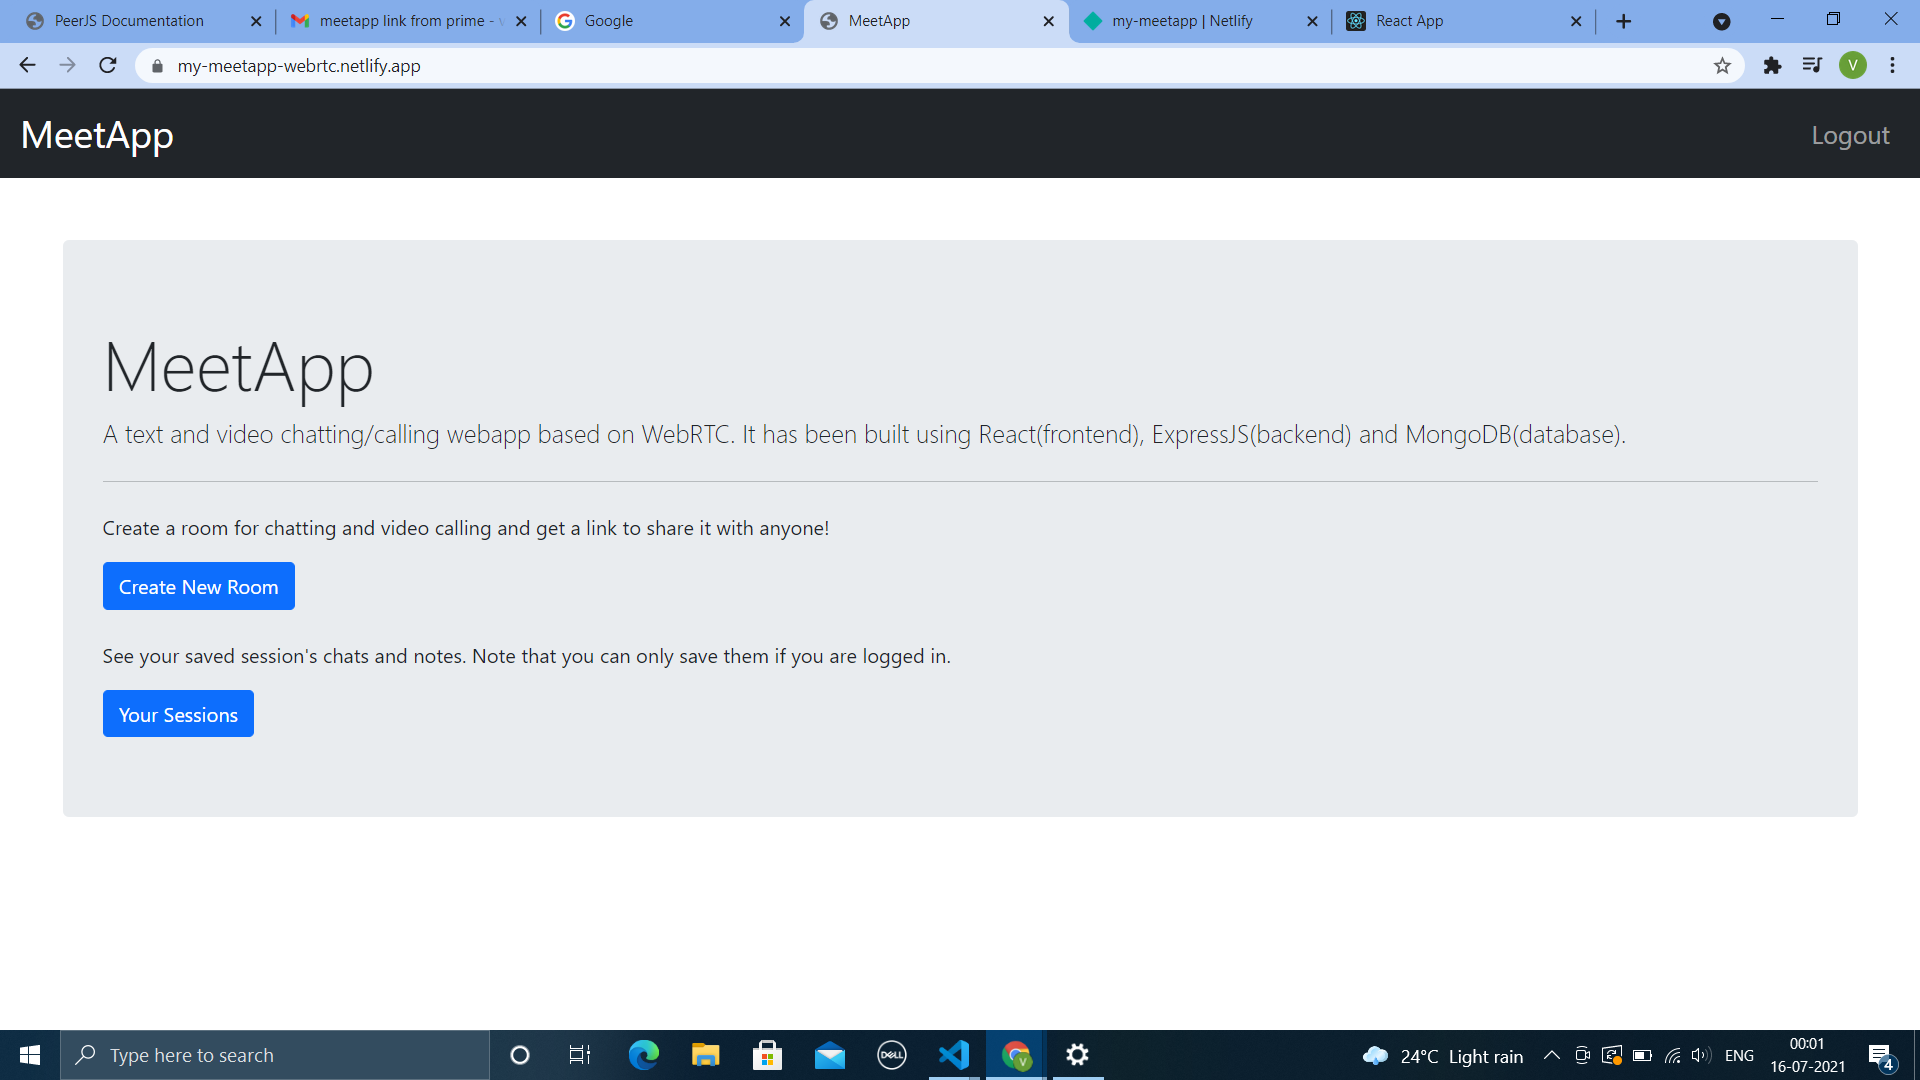 PeerJS Documentation
meetapp link from prime -
Google
MeetApp
my-meetapp | Netlify
React App
my-meetapp-webrtc.netlify.app
V
MeetApp
Logout
MeetApp
A text and video chatting/calling webapp based on WebRTC. It has been built using React(frontend), ExpressJS(backend) and MongoDB(database).
Create a room for chatting and video calling and get a link to share it with anyone!
Create New Room
See your saved session's chats and notes. Note that you can only save them if you are logged in.
Your Sessions
Type here to search
DELL
V
24°C Light rain
ENG
00:01
16-07-2021
4